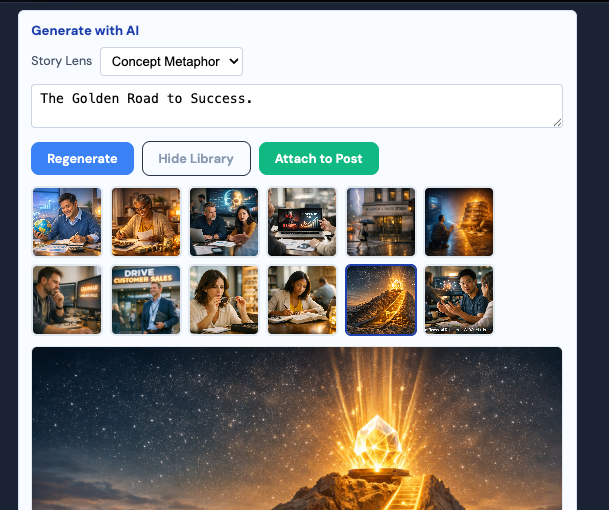 Generate with AI
Story Lens Concept Metaphor
The Golden Road to Success.
Regenerate Hide Library Attach to Post
DRIVE
CUSTOMER SALES